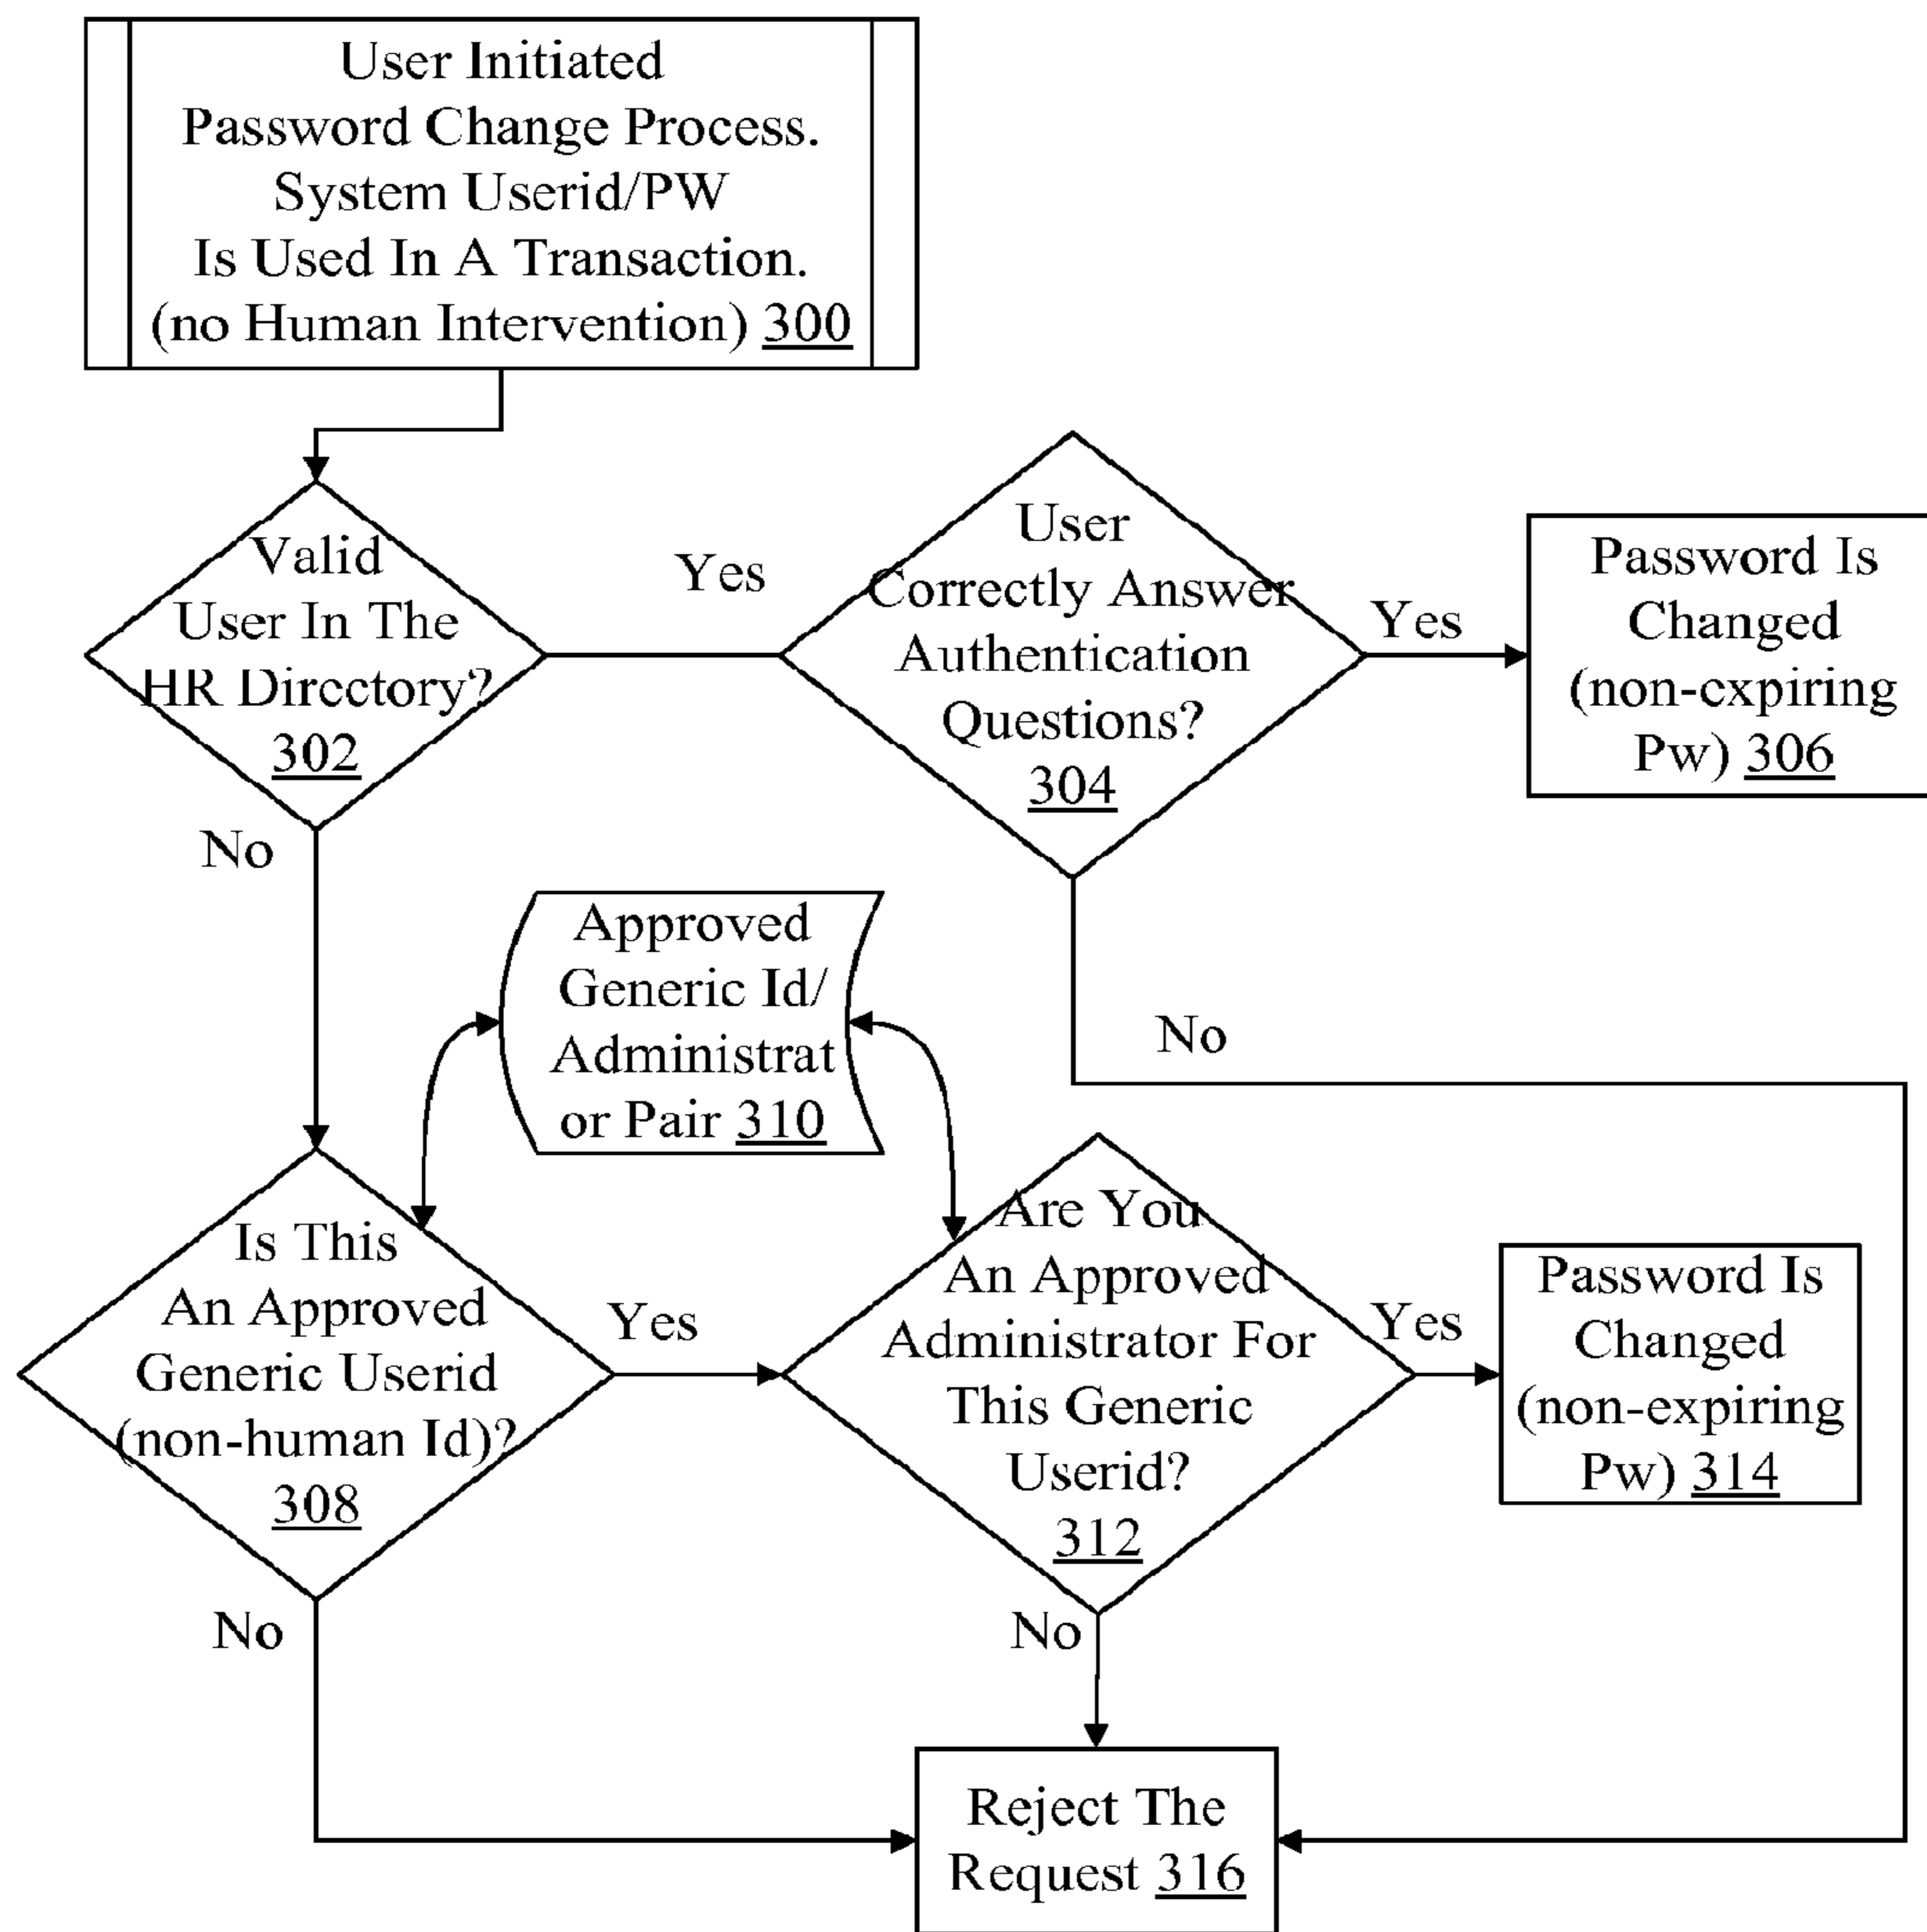 User Initiated
Password Change Process.
System Userid/PW
Is Used In A Transaction.
(no Human Intervention) 300
Valid
User In The
HR Directory?
302
Yes
No
User
Correctly Answer
Authentication
Questions?
304
Yes
No
Password Is
Changed
(non-expiring
Pw) 306
Approved
Generic Id/
Administrat
or Pair 310
Is This
An Approved
Generic Userid
(non-human Id)?
308
Yes
No
Are You
An Approved
Administrator For
This Generic
Userid?
312
Yes
No
Password Is
Changed
(non-expiring
Pw) 314
Reject The
Request 316